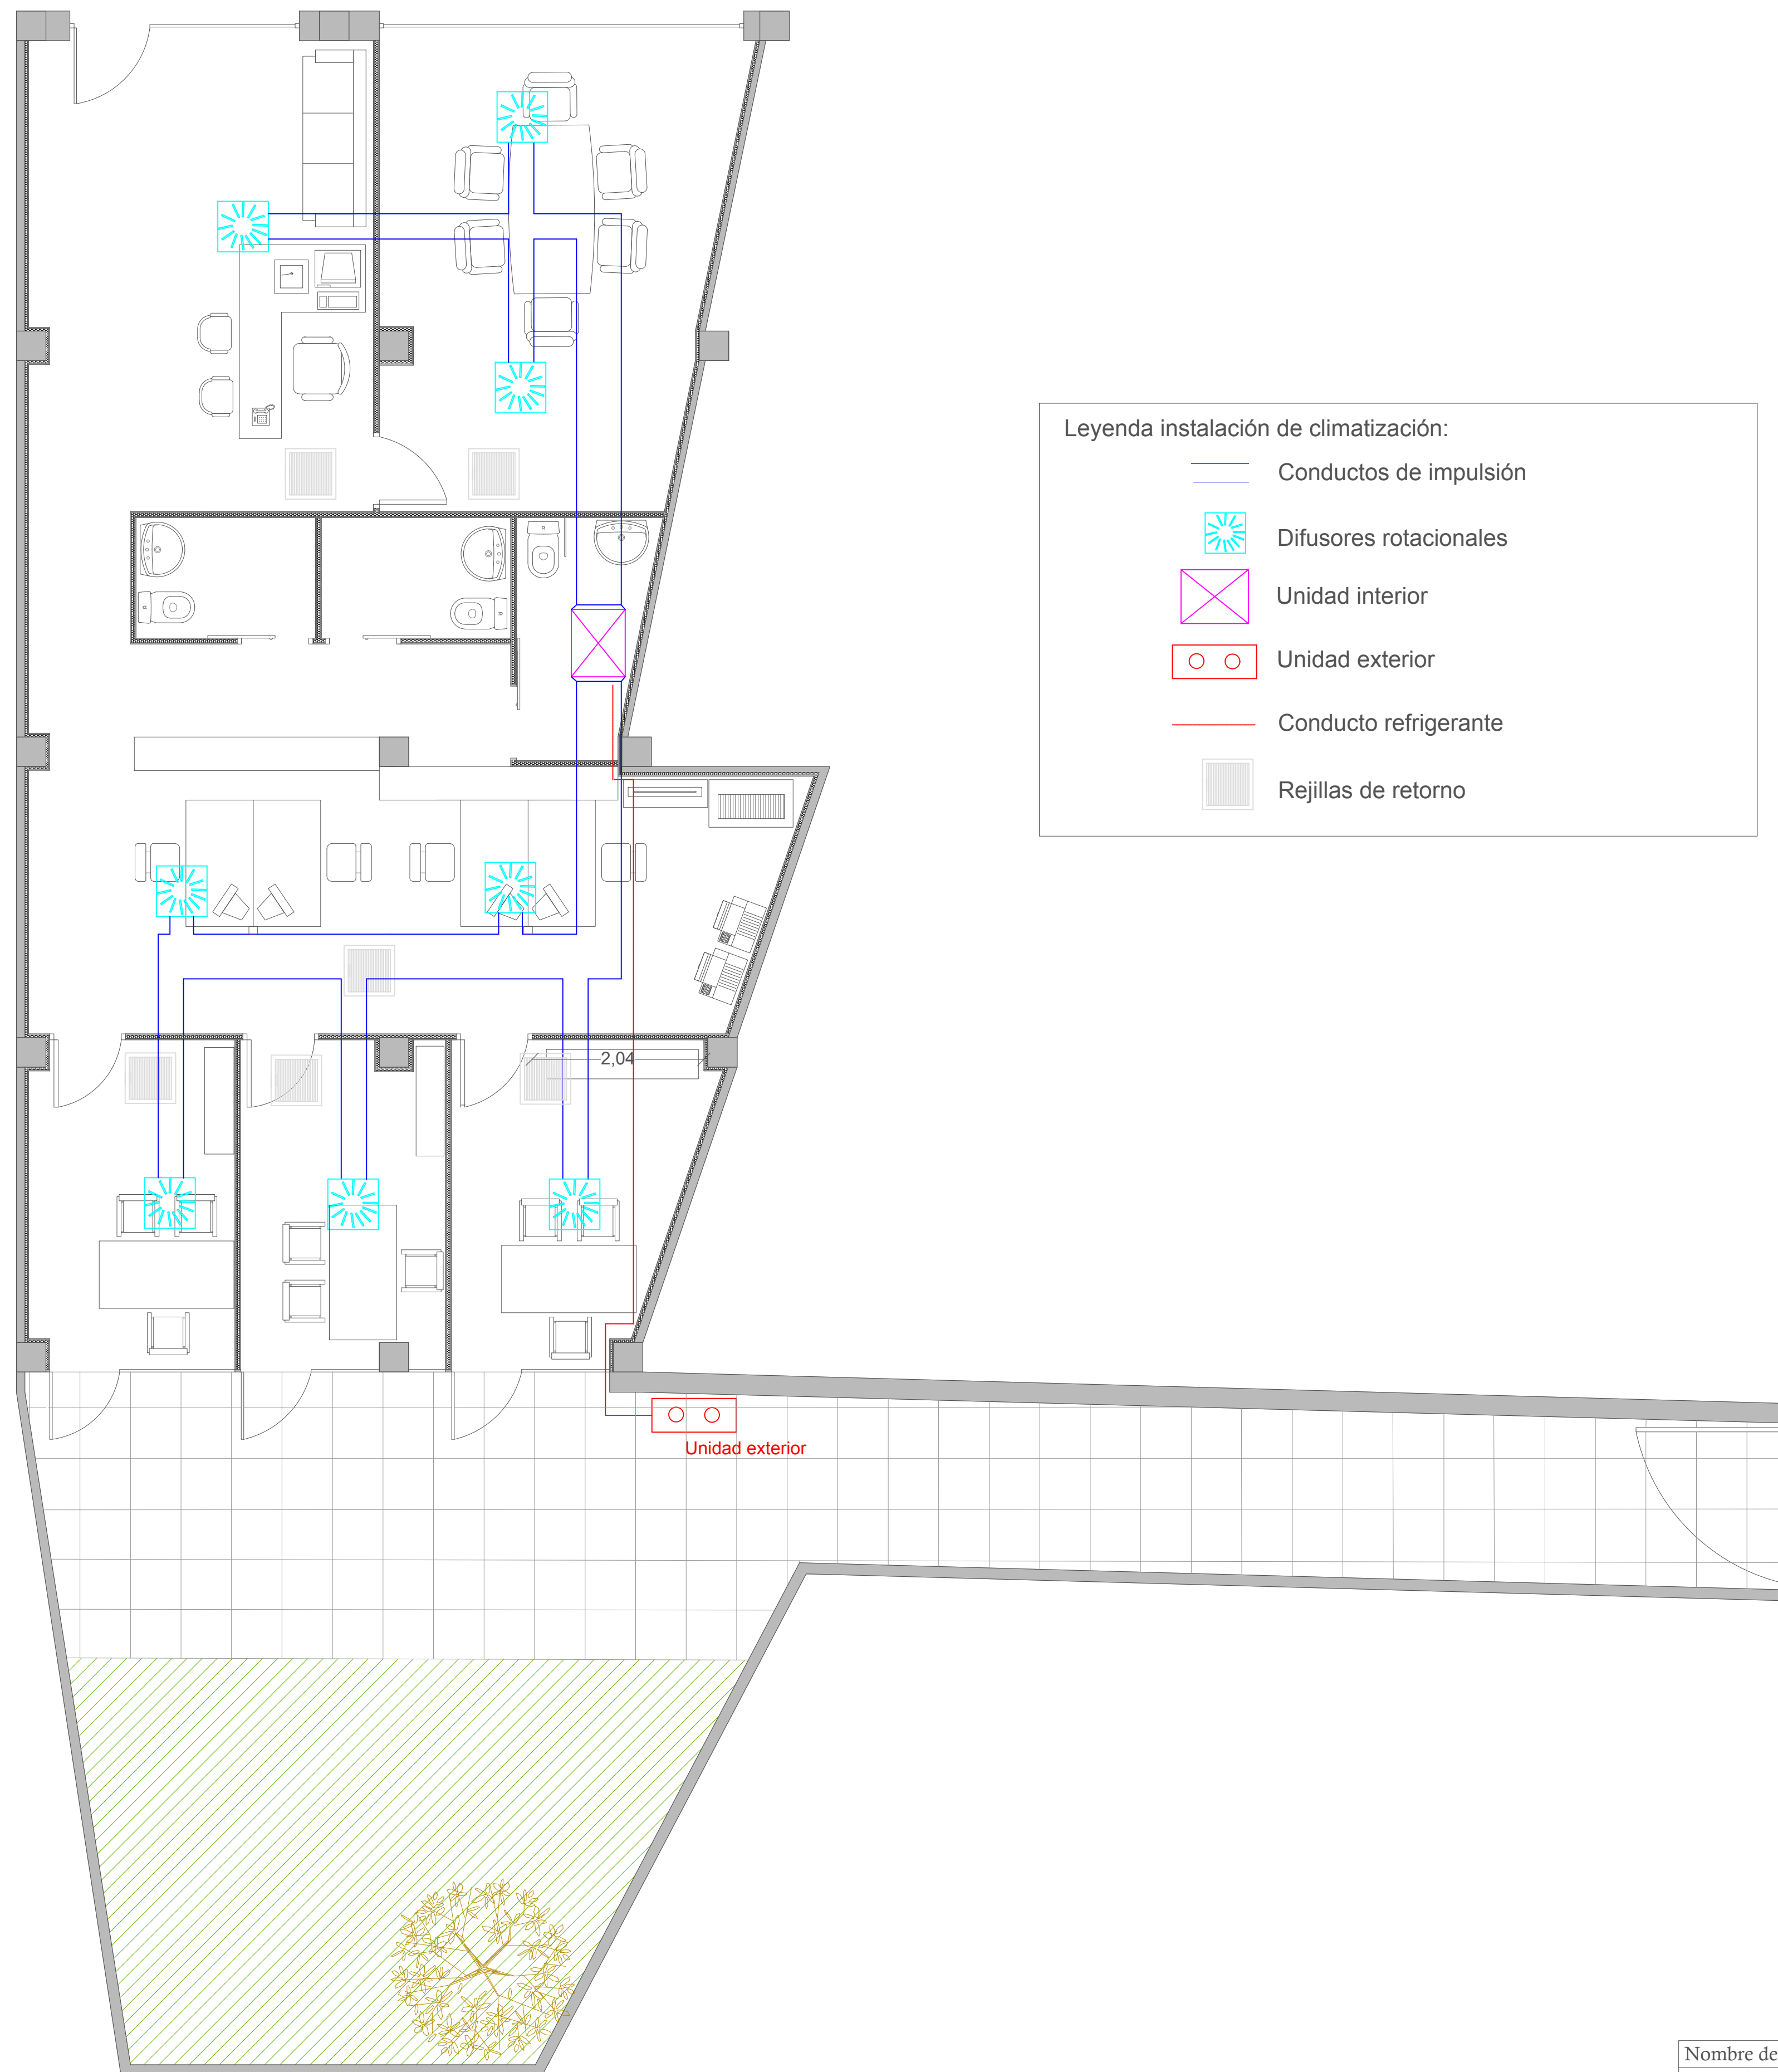 Leyenda instalación de climatización:
Conductos de impulsión
Difusores rotacionales
Unidad interior
Unidad exterior
Conducto refrigerante
Rejillas de retorno
2,04
Unidad exterior
Nombre de